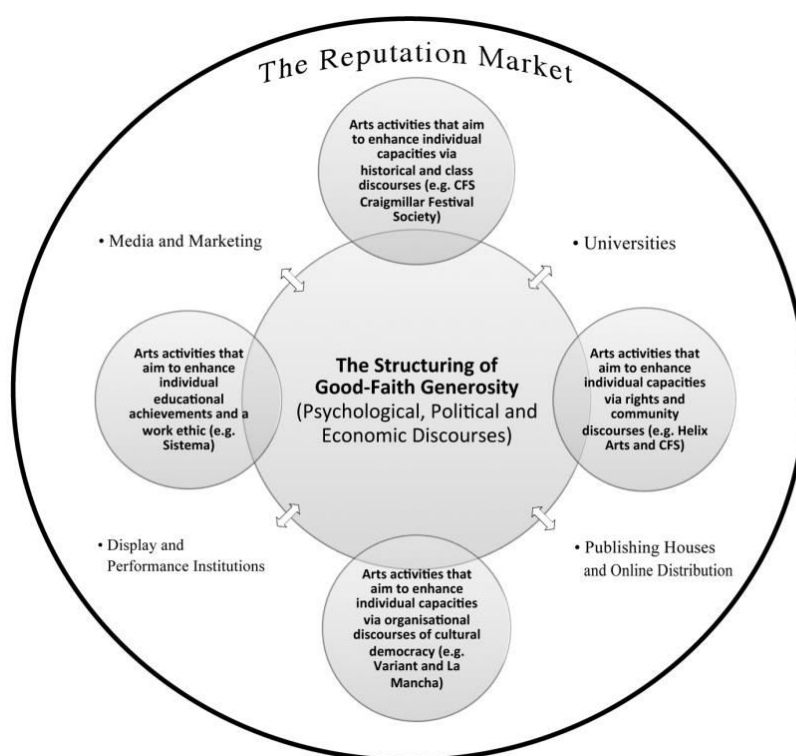 The Reputation Market
Arts activities that aim
to enhance individual
capacities via
historical and class
discourses (e.g. CFS
Craigmillar Festival
Society)
• Media and Marketing
• Universities
Arts activities that
aim to enhance
individual
educational
achievements and a
work ethic (e.g.
Sistema)
The Structuring of
Good-Faith Generosity
(Psychological, Political and
Economic Discourses)
Arts activities that
aim to enhance
individual capacities
via rights and
community
discourses (e.g. Helix
Arts and CFS)
• Display and
Performance Institutions
• Publishing Houses
and Online Distribution
Arts activities that
aim to enhance
individual capacities
via organisational
discourses of cultural
democracy (e.g.
Variant and La
Mancha)